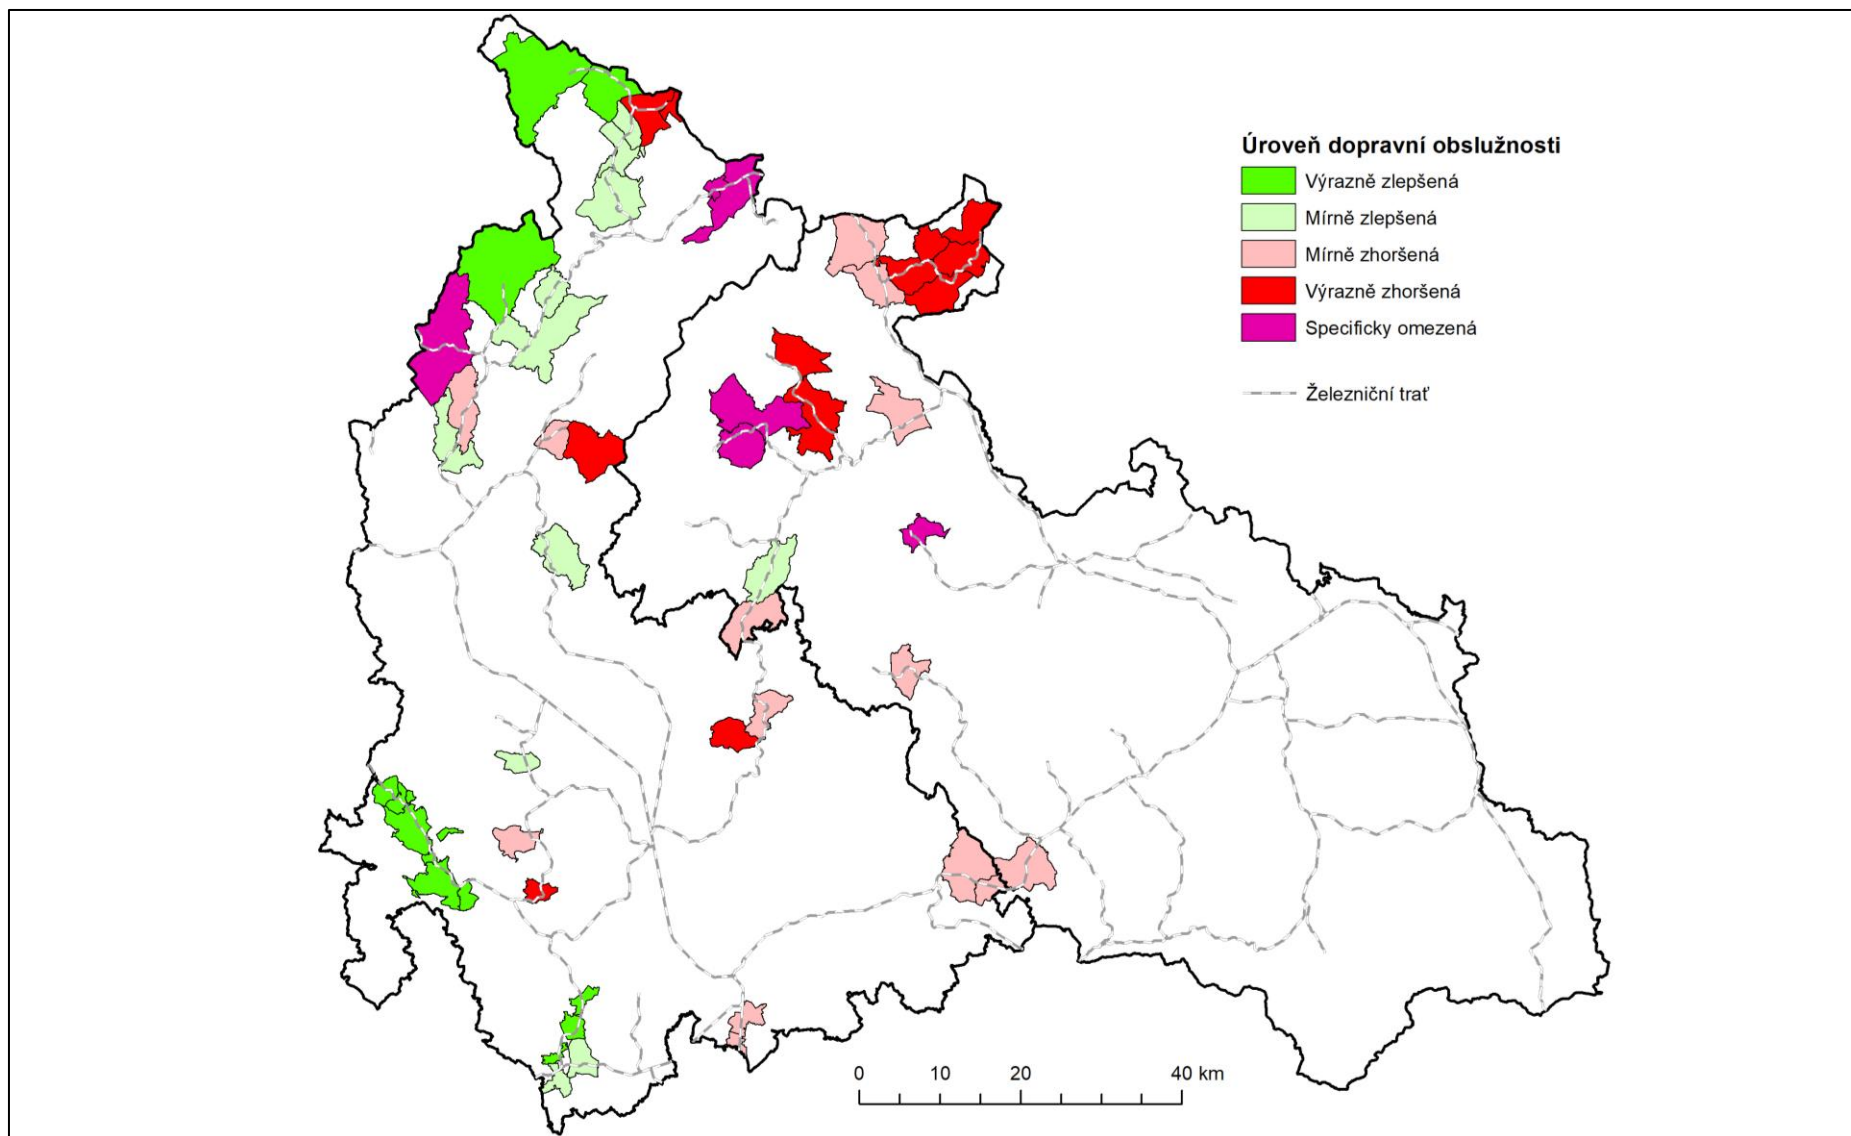 Úroveň dopravní obslužnosti
Výrazně zlepšená
Mírně zlepšená
Mírně zhoršená
Výrazně zhoršená
Specificky omezená
Železniční trať
0 10 20 40 km